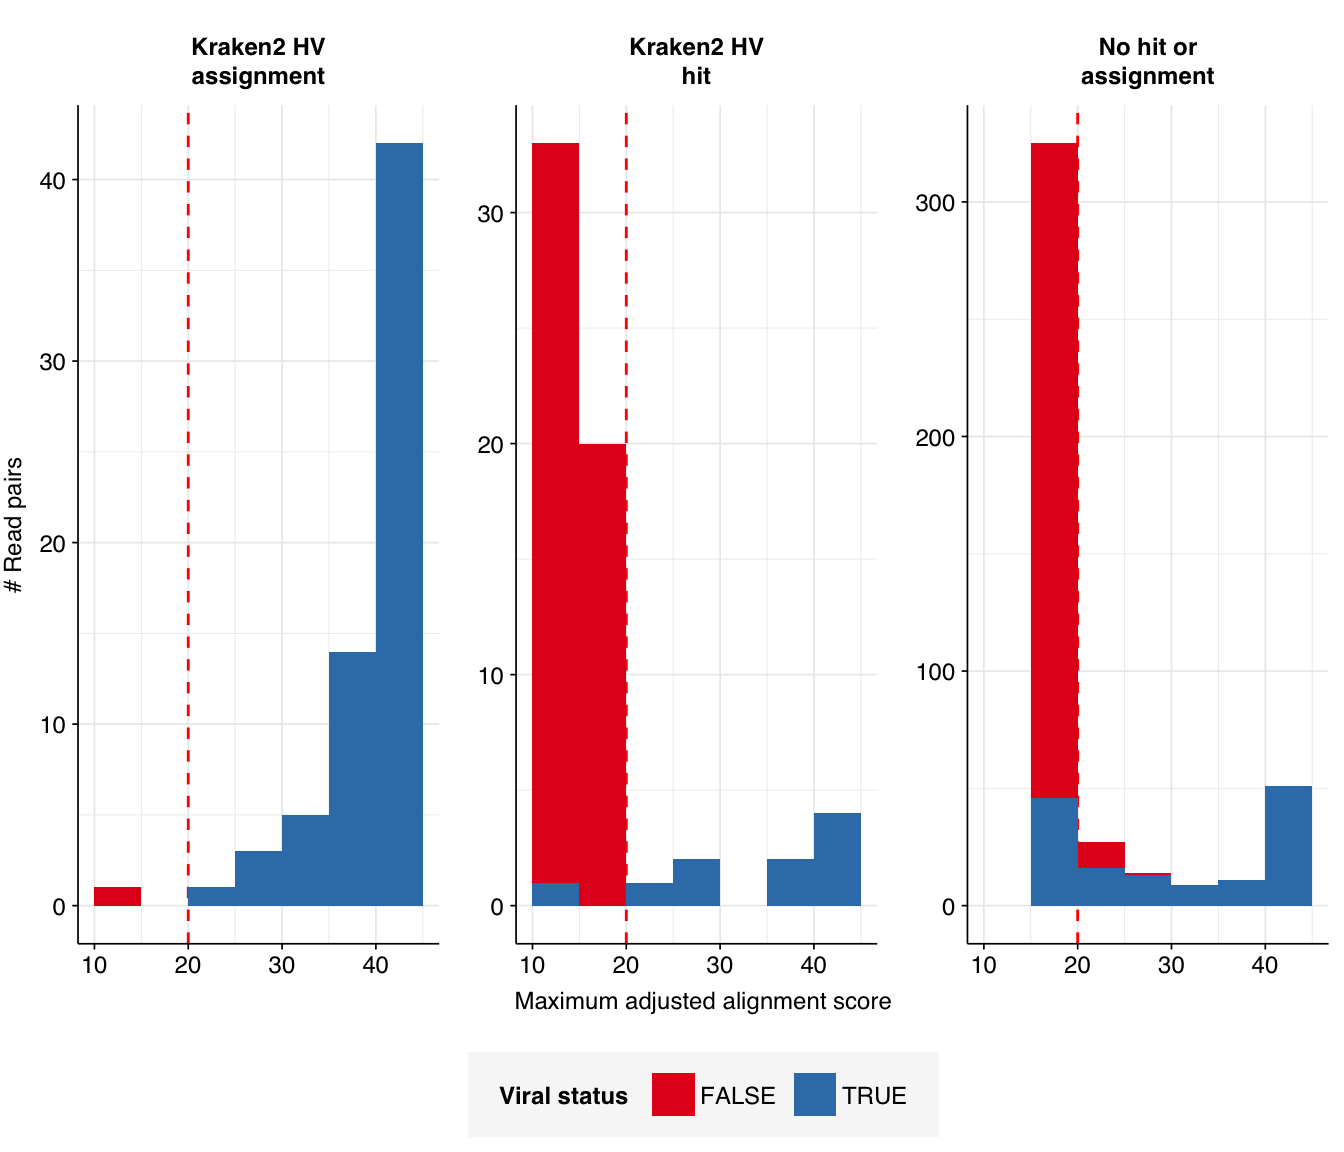 Kraken2 HV
assignment
Kraken2 HV
hit
No hit or
assignment
# Read pairs
40
30
20
10
0
10 20 30 40
30
20
10
0
10 20 30 40
300
200
100
0
10 20 30 40
Maximum adjusted alignment score
Viral status FALSE TRUE